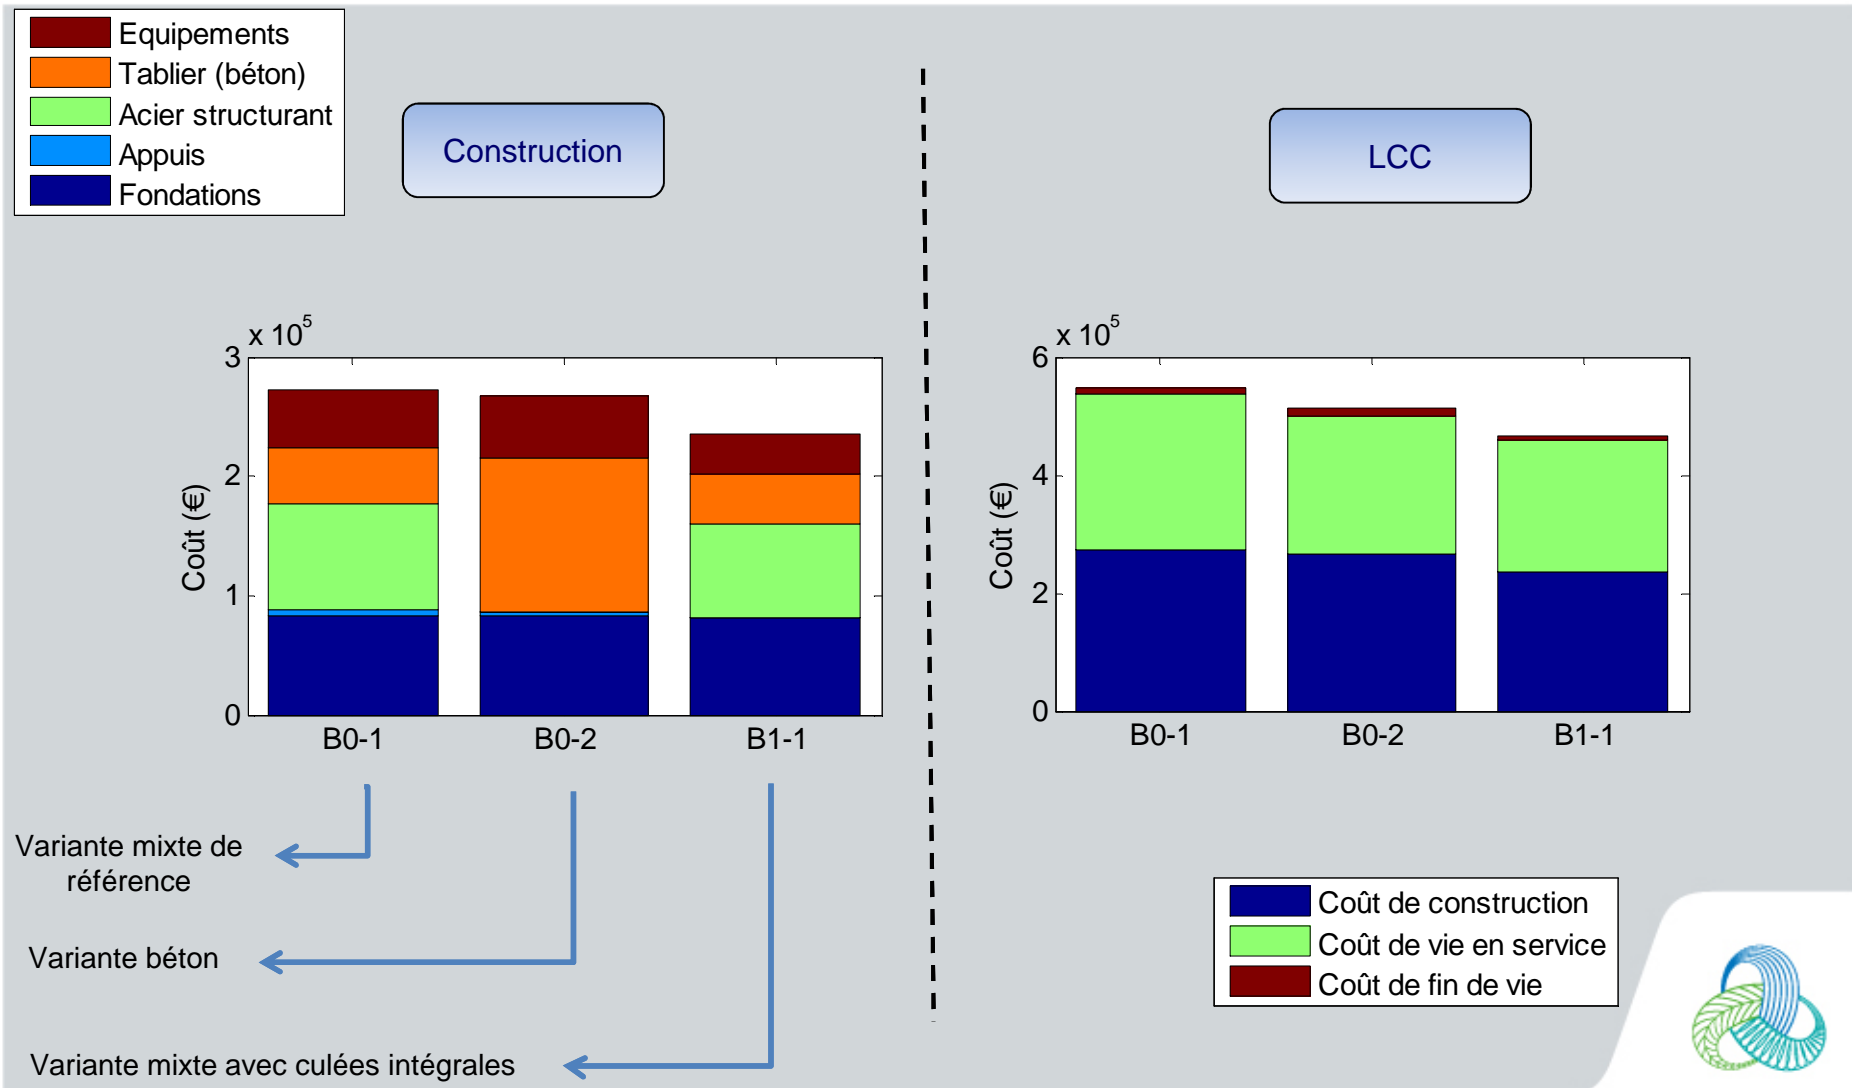 Equipements
Tablier (béton)
Acier structurant
Appuis
Fondations
Construction
LCC
x 10^5
3
2
1
0
Coût (€)
B0-1
B0-2
B1-1
x 10^5
6
4
2
0
Coût (€)
B0-1
B0-2
B1-1
Variante mixte de
référence
Variante béton
Variante mixte avec culées intégrales
Coût de construction
Coût de vie en service
Coût de fin de vie